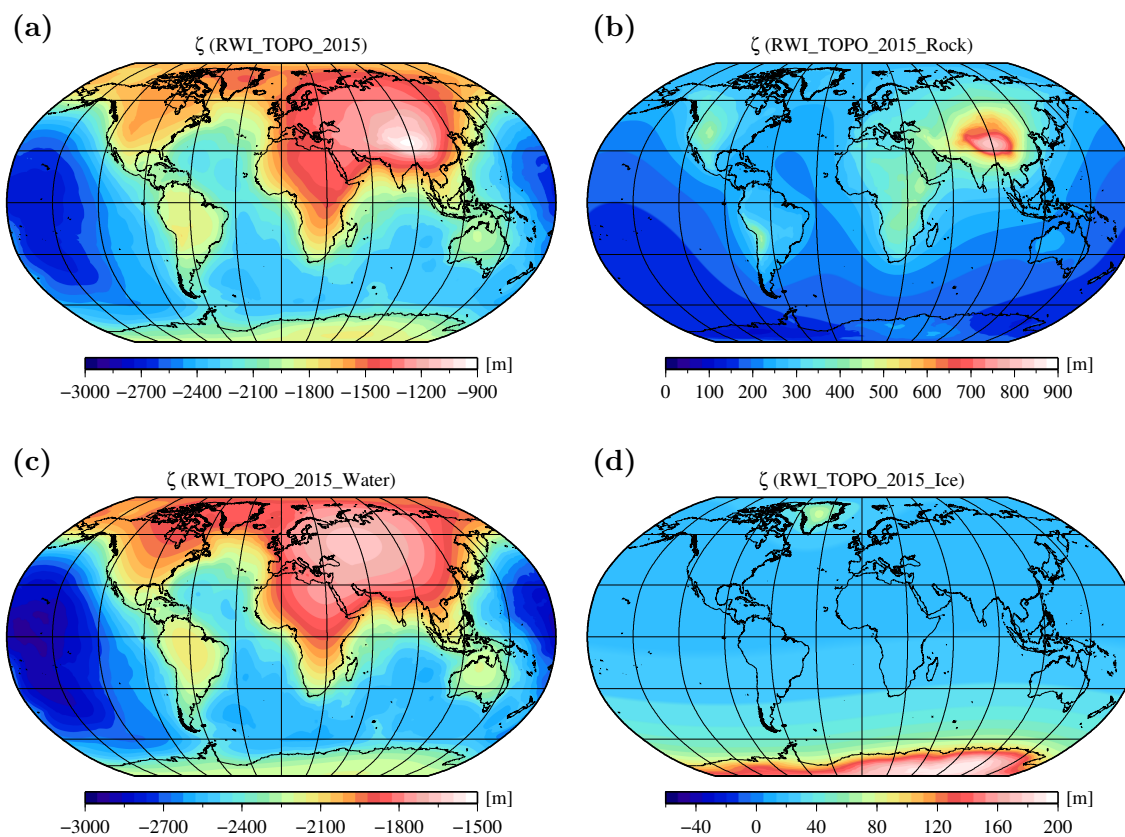 (a)
ζ (RWI_TOPO_2015)
[m]
−3000 −2700 −2400 −2100 −1800 −1500 −1200 −900
(b)
ζ (RWI_TOPO_2015_Rock)
[m]
0 100 200 300 400 500 600 700 800 900
(c)
ζ (RWI_TOPO_2015_Water)
[m]
−3000 −2700 −2400 −2100 −1800 −1500
(d)
ζ (RWI_TOPO_2015_Ice)
[m]
−40 0 40 80 120 160 200